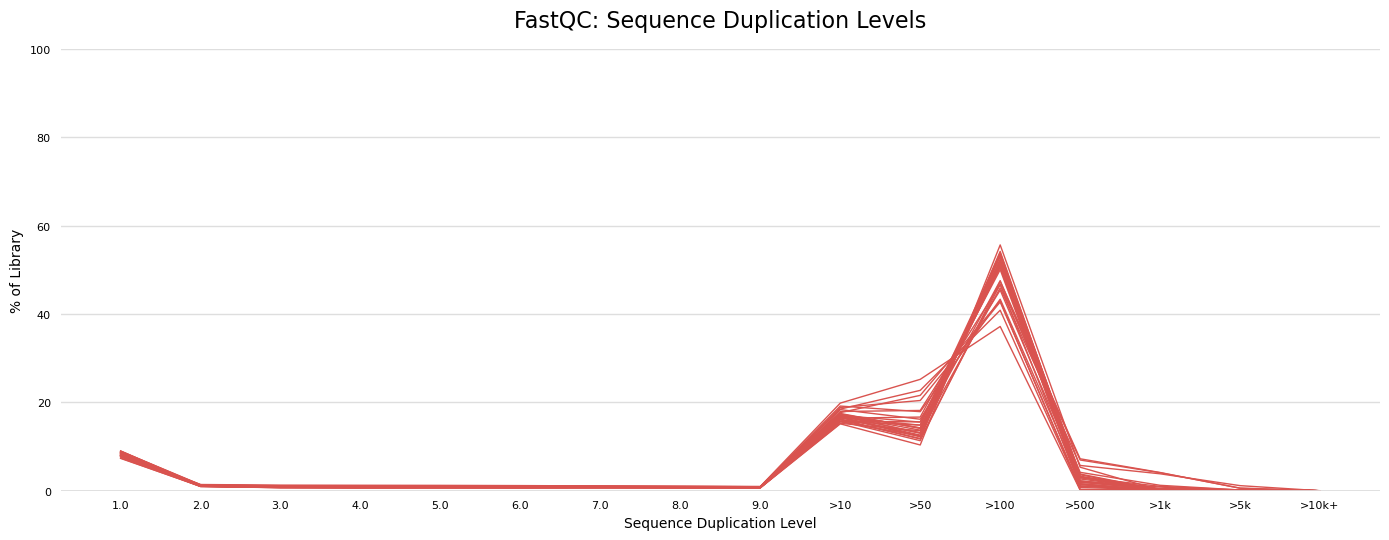 FastQC: Sequence Duplication Levels
100
80
60
40
20
0
% of Library
1.0 2.0 3.0 4.0 5.0 6.0 7.0 8.0 9.0 >10 >50 >100 >500 >1k >5k >10k+
Sequence Duplication Level